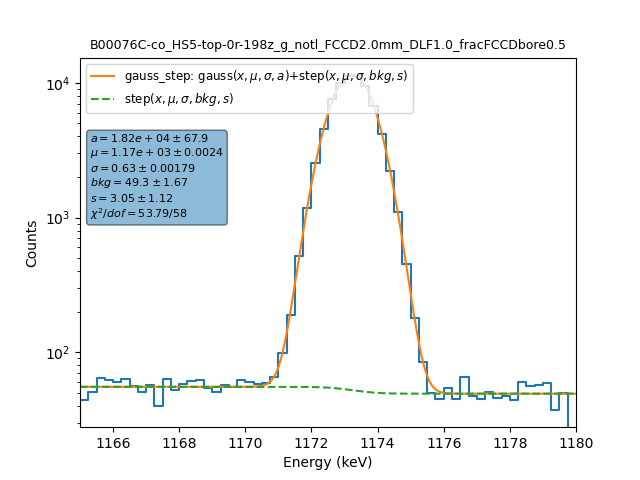 B00076C-co_HS5-top-0r-198z_g_notl_FCCD2.0mm_DLF1.0_fracFCCDbore0.5
gauss_step: gauss(x, μ, σ, a)+step(x, μ, σ, bkg, s)
step(x, μ, σ, bkg, s)
a = 1.82e + 04 ± 67.9
μ = 1.17e + 03 ± 0.0024
σ = 0.63 ± 0.00179
bkg = 49.3 ± 1.67
s = 3.05 ± 1.12
χ²/dof = 53.79/58
10⁴
10³
10²
Counts
1166 1168 1170 1172 1174 1176 1178 1180
Energy (keV)